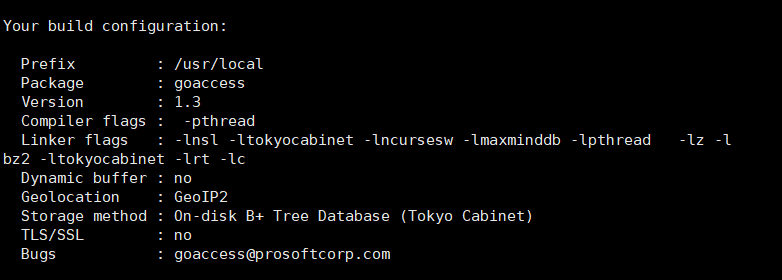 Your build configuration:
Prefix : /usr/local
Package : goaccess
Version : 1.3
Compiler flags : -pthread
Linker flags : -lnsl -ltokyocabinet -lncursesw -lmaxminddb -lpthread -lz -l
bz2 -ltokyocabinet -lrt -lc
Dynamic buffer : no
Geolocation : GeoIP2
Storage method : On-disk B+ Tree Database (Tokyo Cabinet)
TLS/SSL : no
Bugs : goaccess@prosoftcorp.com